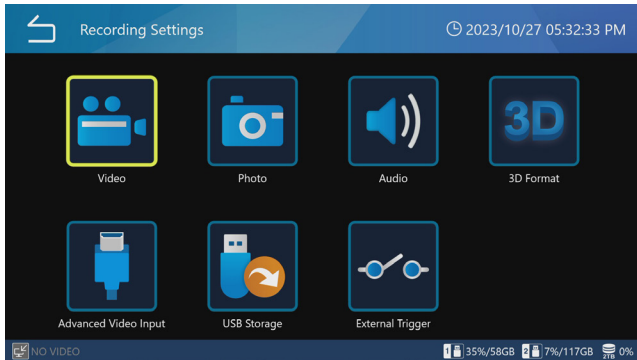 Recording Settings 2023/10/27 05:32:33 PM
3D
Video Photo Audio 3D Format
Advanced Video Input USB Storage External Trigger
NO VIDEO 1 35%/58GB 2 7%/117GB 2TB 0%